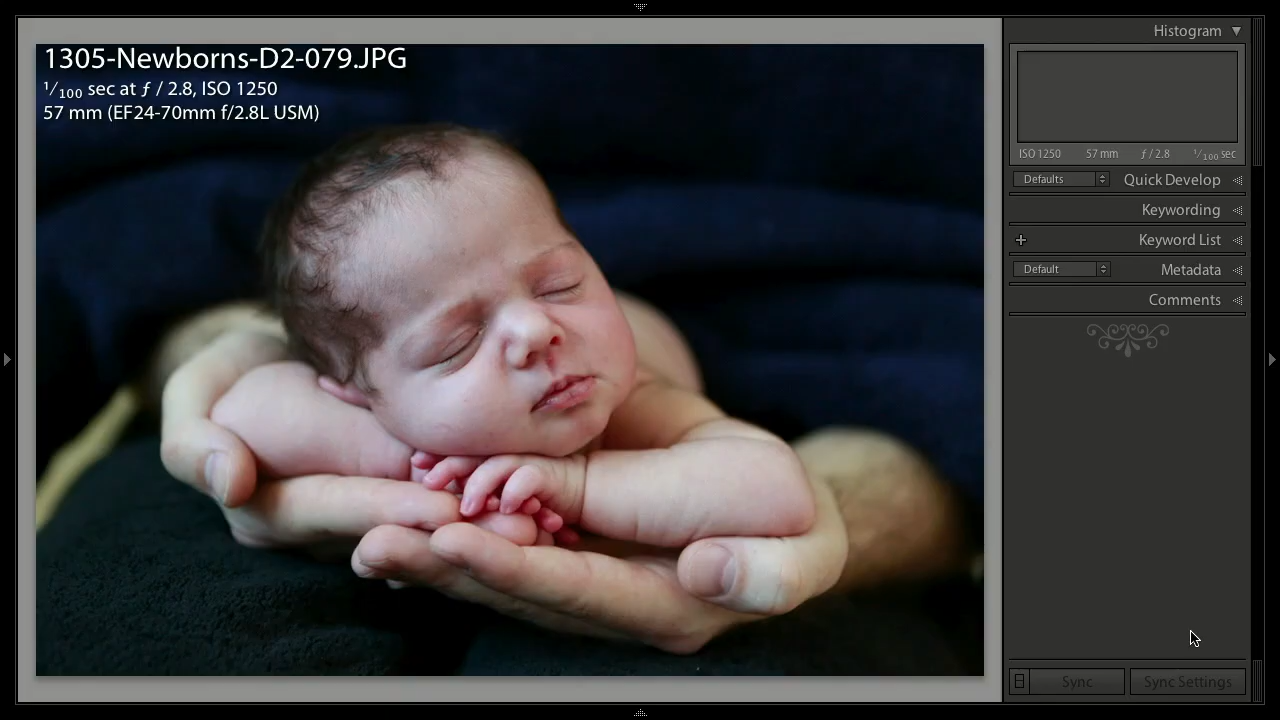 1305-Newborns-D2-079.JPG
1/100 sec at ƒ / 2.8, ISO 1250
57 mm (EF24-70mm f/2.8L USM)
Histogram
ISO 1250 57 mm ƒ / 2.8 1/100 sec
Defaults Quick Develop
Keywording
Keyword List
Default Metadata
Comments
Sync Sync Settings